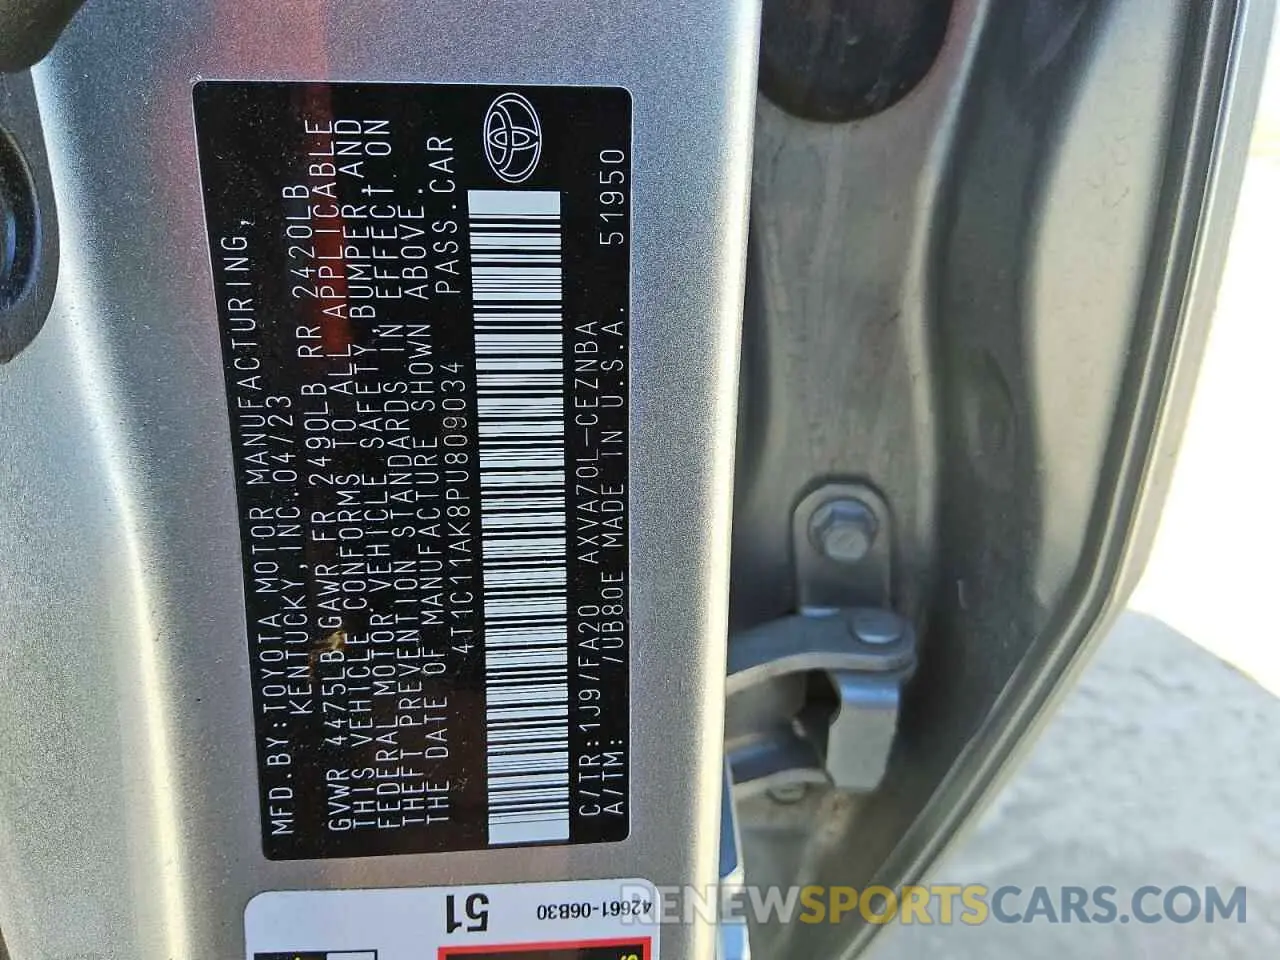 MFD.BY:TOYOTA MOTOR MANUFACTURING,
KENTUCKY, INC.04/23
GVWR 4475LB GAWR FR 2490LB RR 2420LB
THIS VEHICLE CONFORMS TO ALL APPLICABLE
FEDERAL MOTOR VEHICLE SAFETY, BUMPER, AND
THEFT PREVENTION STANDARDS IN EFFECT ON
THE DATE OF MANUFACTURE SHOWN ABOVE.
4T1C11AK8PU809034 PASS.CAR
C/TR:1J9/FA20 AXVA70L-CEZNBA 51950
A/TM: /UB80E MADE IN U.S.A.
51
42661-06B30
RENEWSPORTSCARS.COM